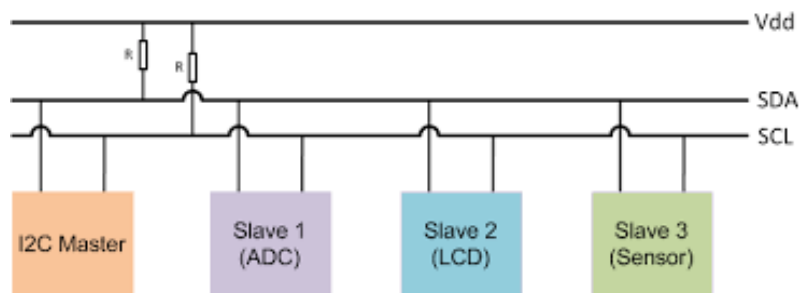 Vdd
R
R
SDA
SCL
I2C Master
Slave 1
(ADC)
Slave 2
(LCD)
Slave 3
(Sensor)